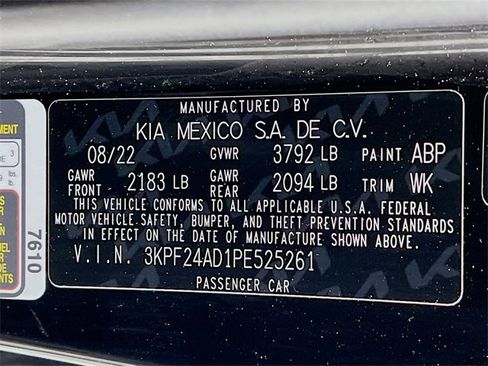 MANUFACTURED BY
KIA MEXICO S.A. DE C.V.
08/22 GVWR 3792 LB PAINT ABP
GAWR FRONT 2183 LB GAWR REAR 2094 LB TRIM WK
THIS VEHICLE CONFORMS TO ALL APPLICABLE U.S.A. FEDERAL
MOTOR VEHICLE SAFETY, BUMPER, AND THEFT PREVENTION STANDARDS
IN EFFECT ON THE DATE OF MANUFACTURE SHOWN ABOVE.
V.I.N. 3KPF24AD1PE525261
PASSENGER CAR
7610